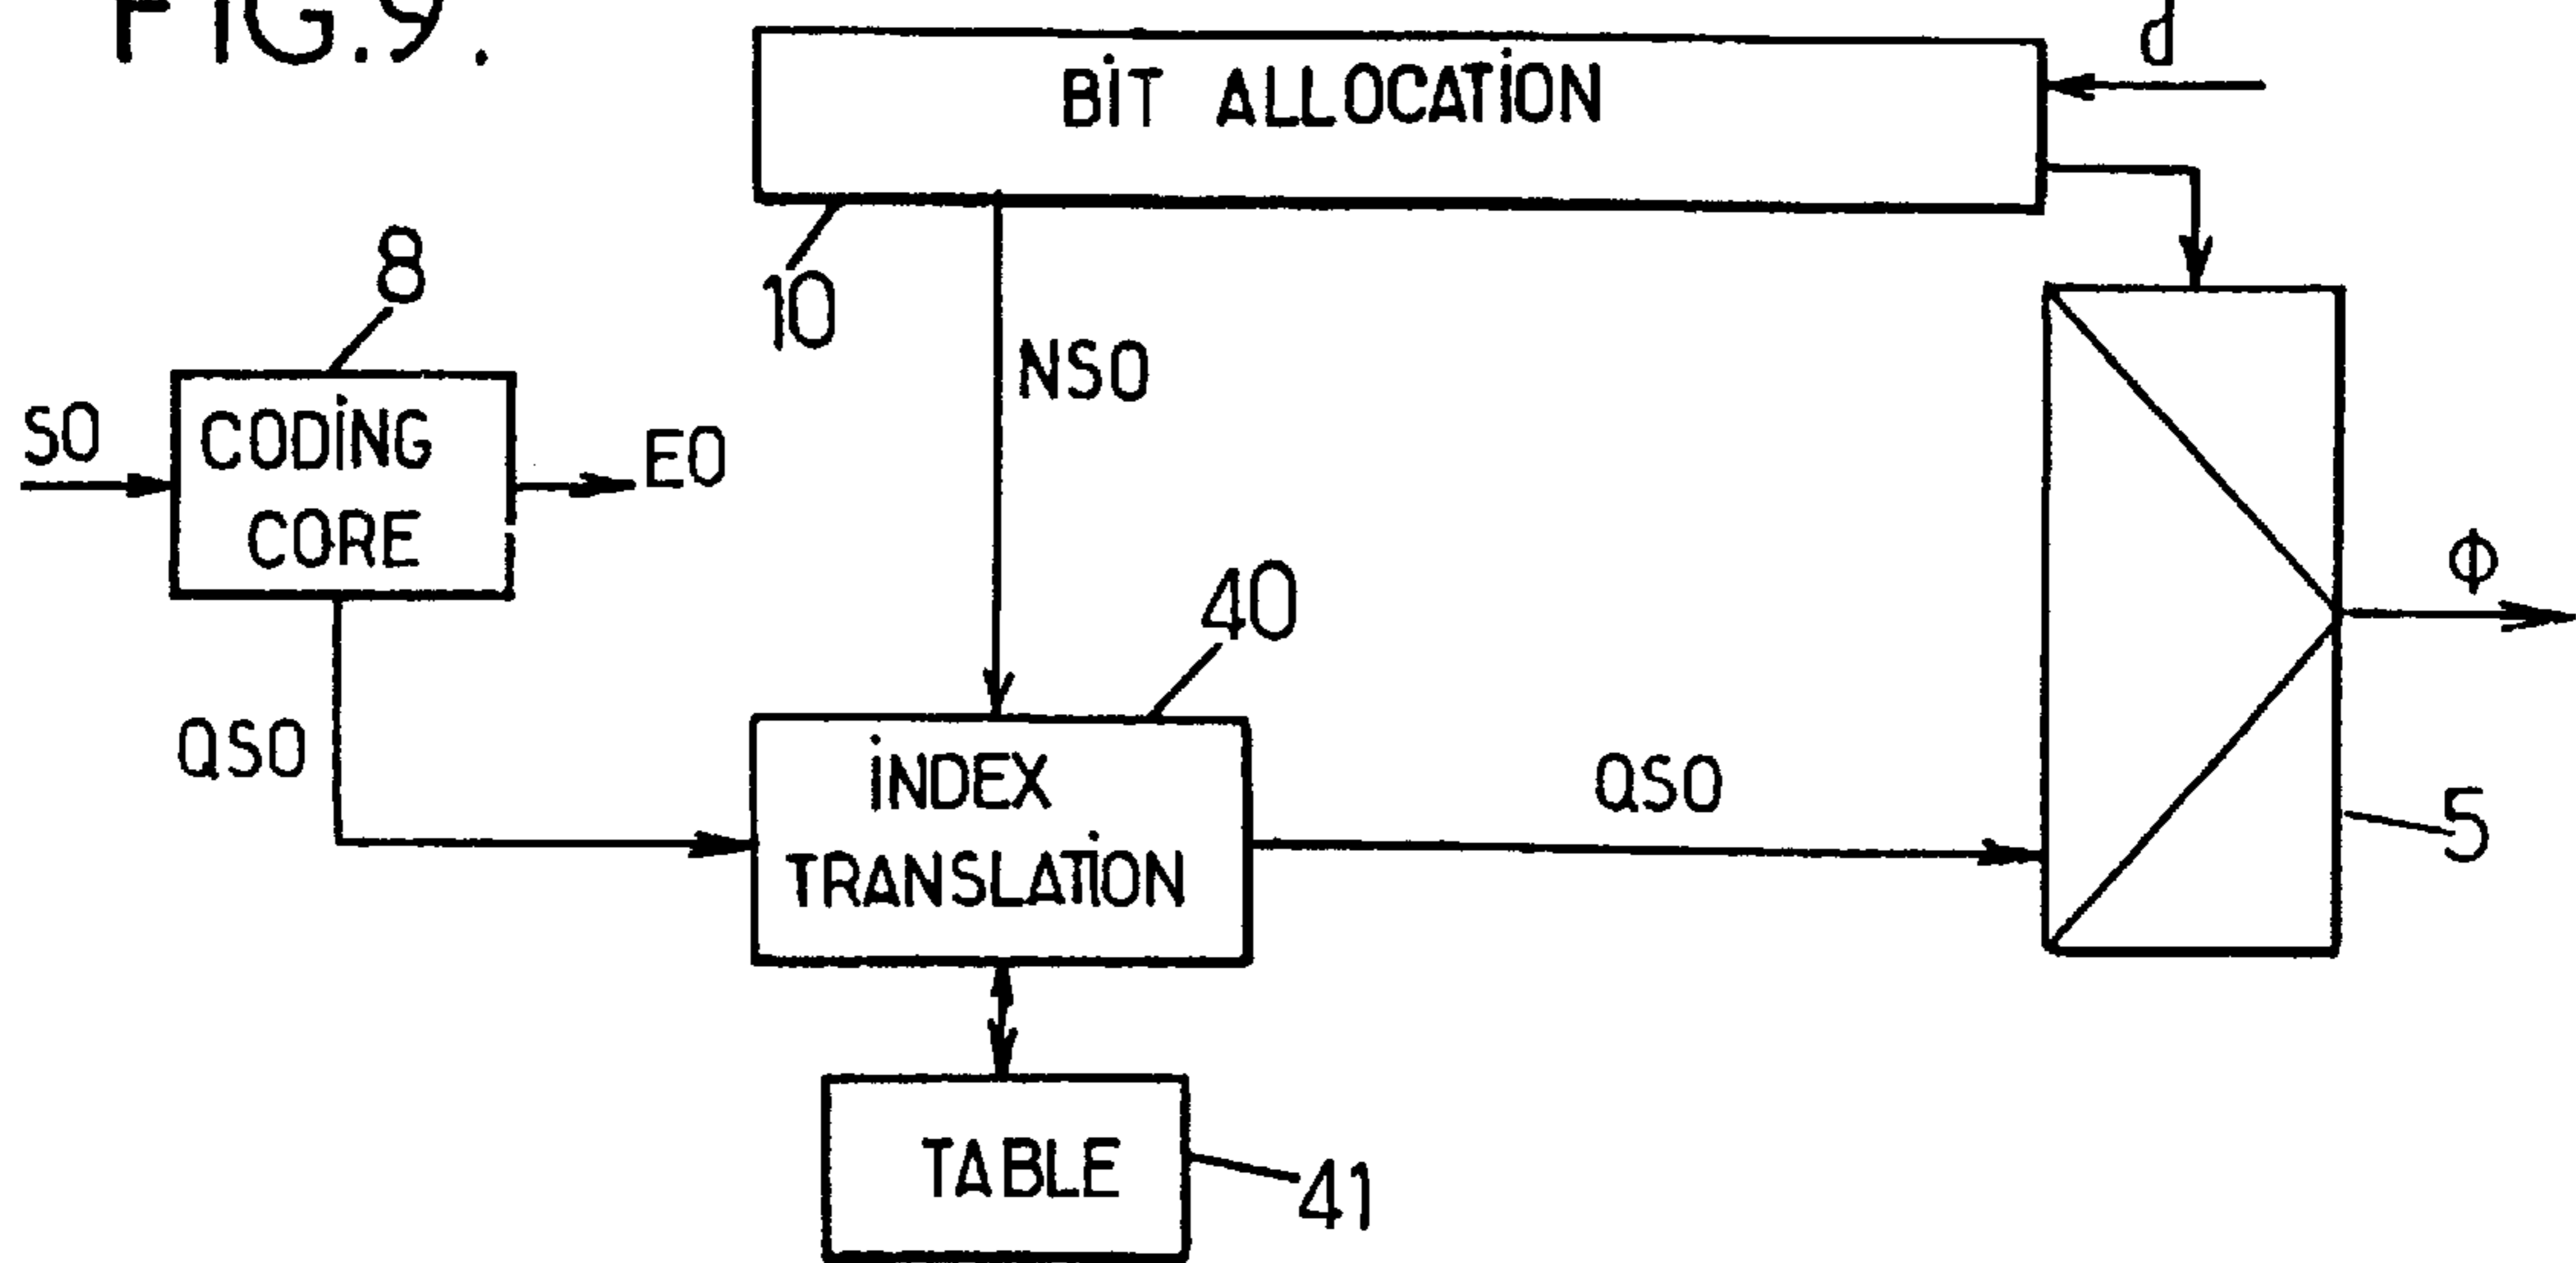 FIG.9.
d
BIT ALLOCATION
10
8
NSO
SO
CODING
CORE
EO
40
Φ
QSO
INDEX
TRANSLATION
QSO
5
TABLE
41